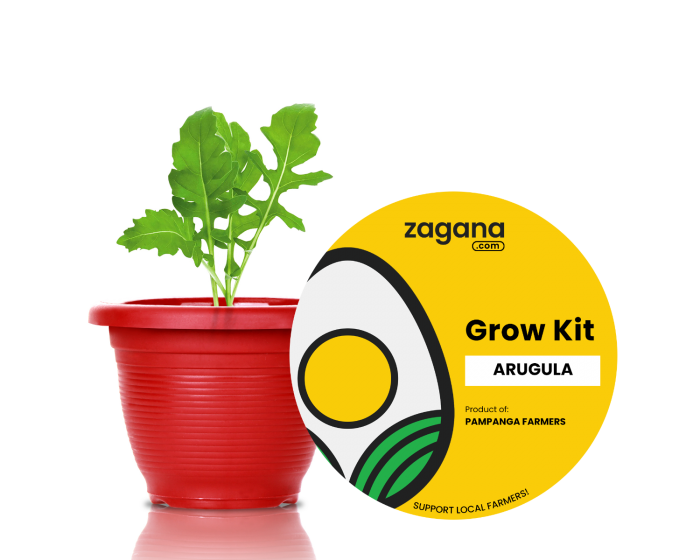 zagana
.com
Grow Kit
ARUGULA
Product of:
PAMPANGA FARMERS
SUPPORT LOCAL FARMERS!